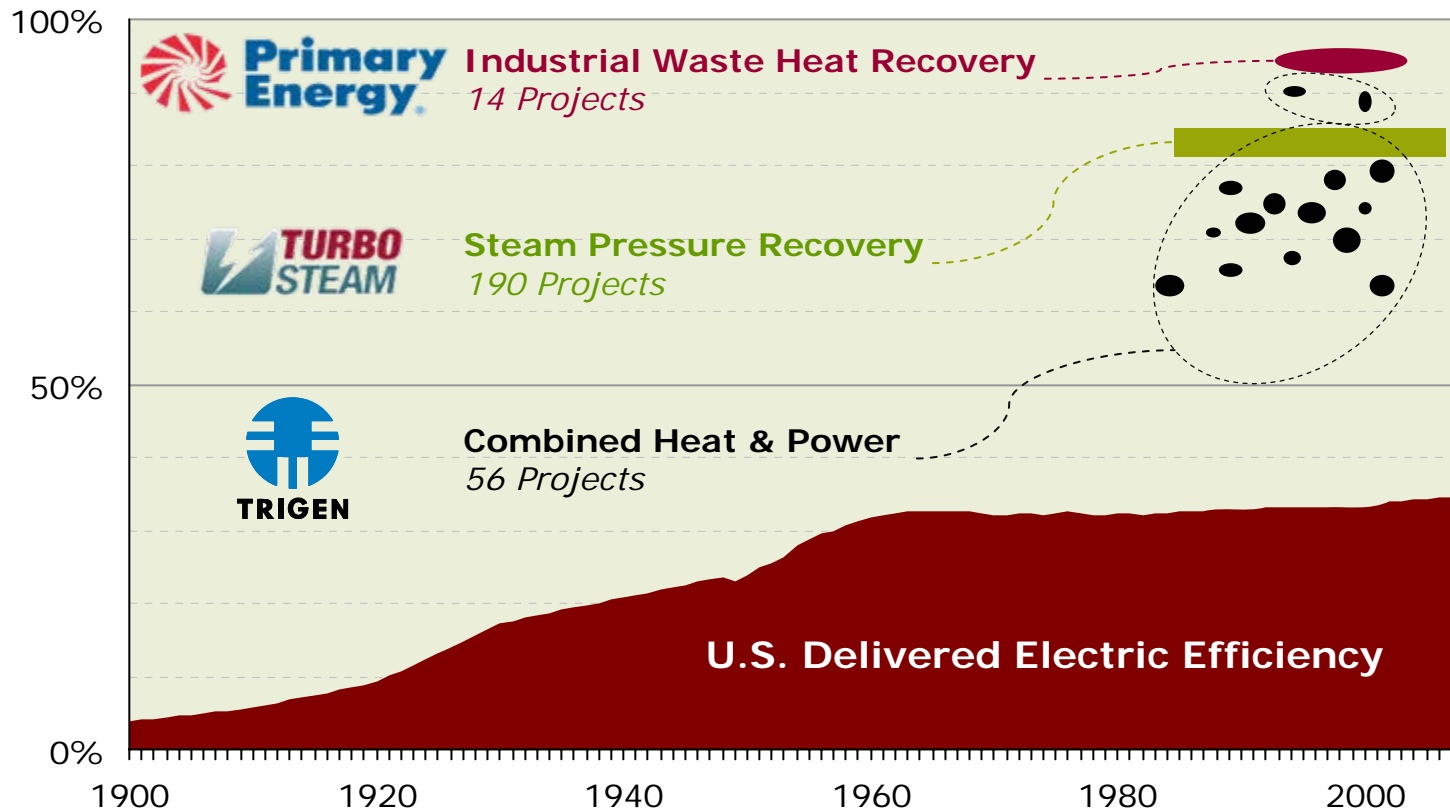 100%
Primary
Energy®
Industrial Waste Heat Recovery
14 Projects
TURBO
STEAM
Steam Pressure Recovery
190 Projects
50%
TRIGEN
Combined Heat & Power
56 Projects
U.S. Delivered Electric Efficiency
0%
1900 1920 1940 1960 1980 2000